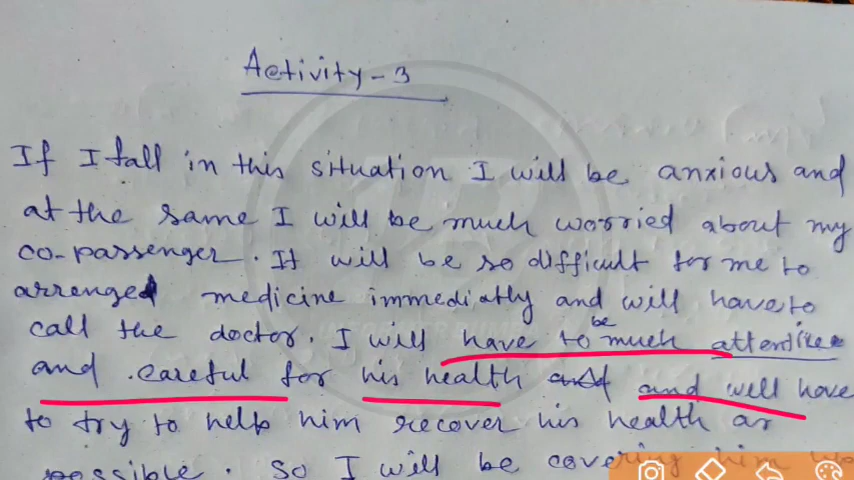 Activity-3
If I fall in this situation I will be anxious and
at the same I will be much worried about my
co-passenger. It will be so difficult for me to
arrenged medicine immediatly and will have to
call the doctor. I will have to be much attentive
and careful for his health and and well have
to try to help him recover his health as
possible. So I will be covering him